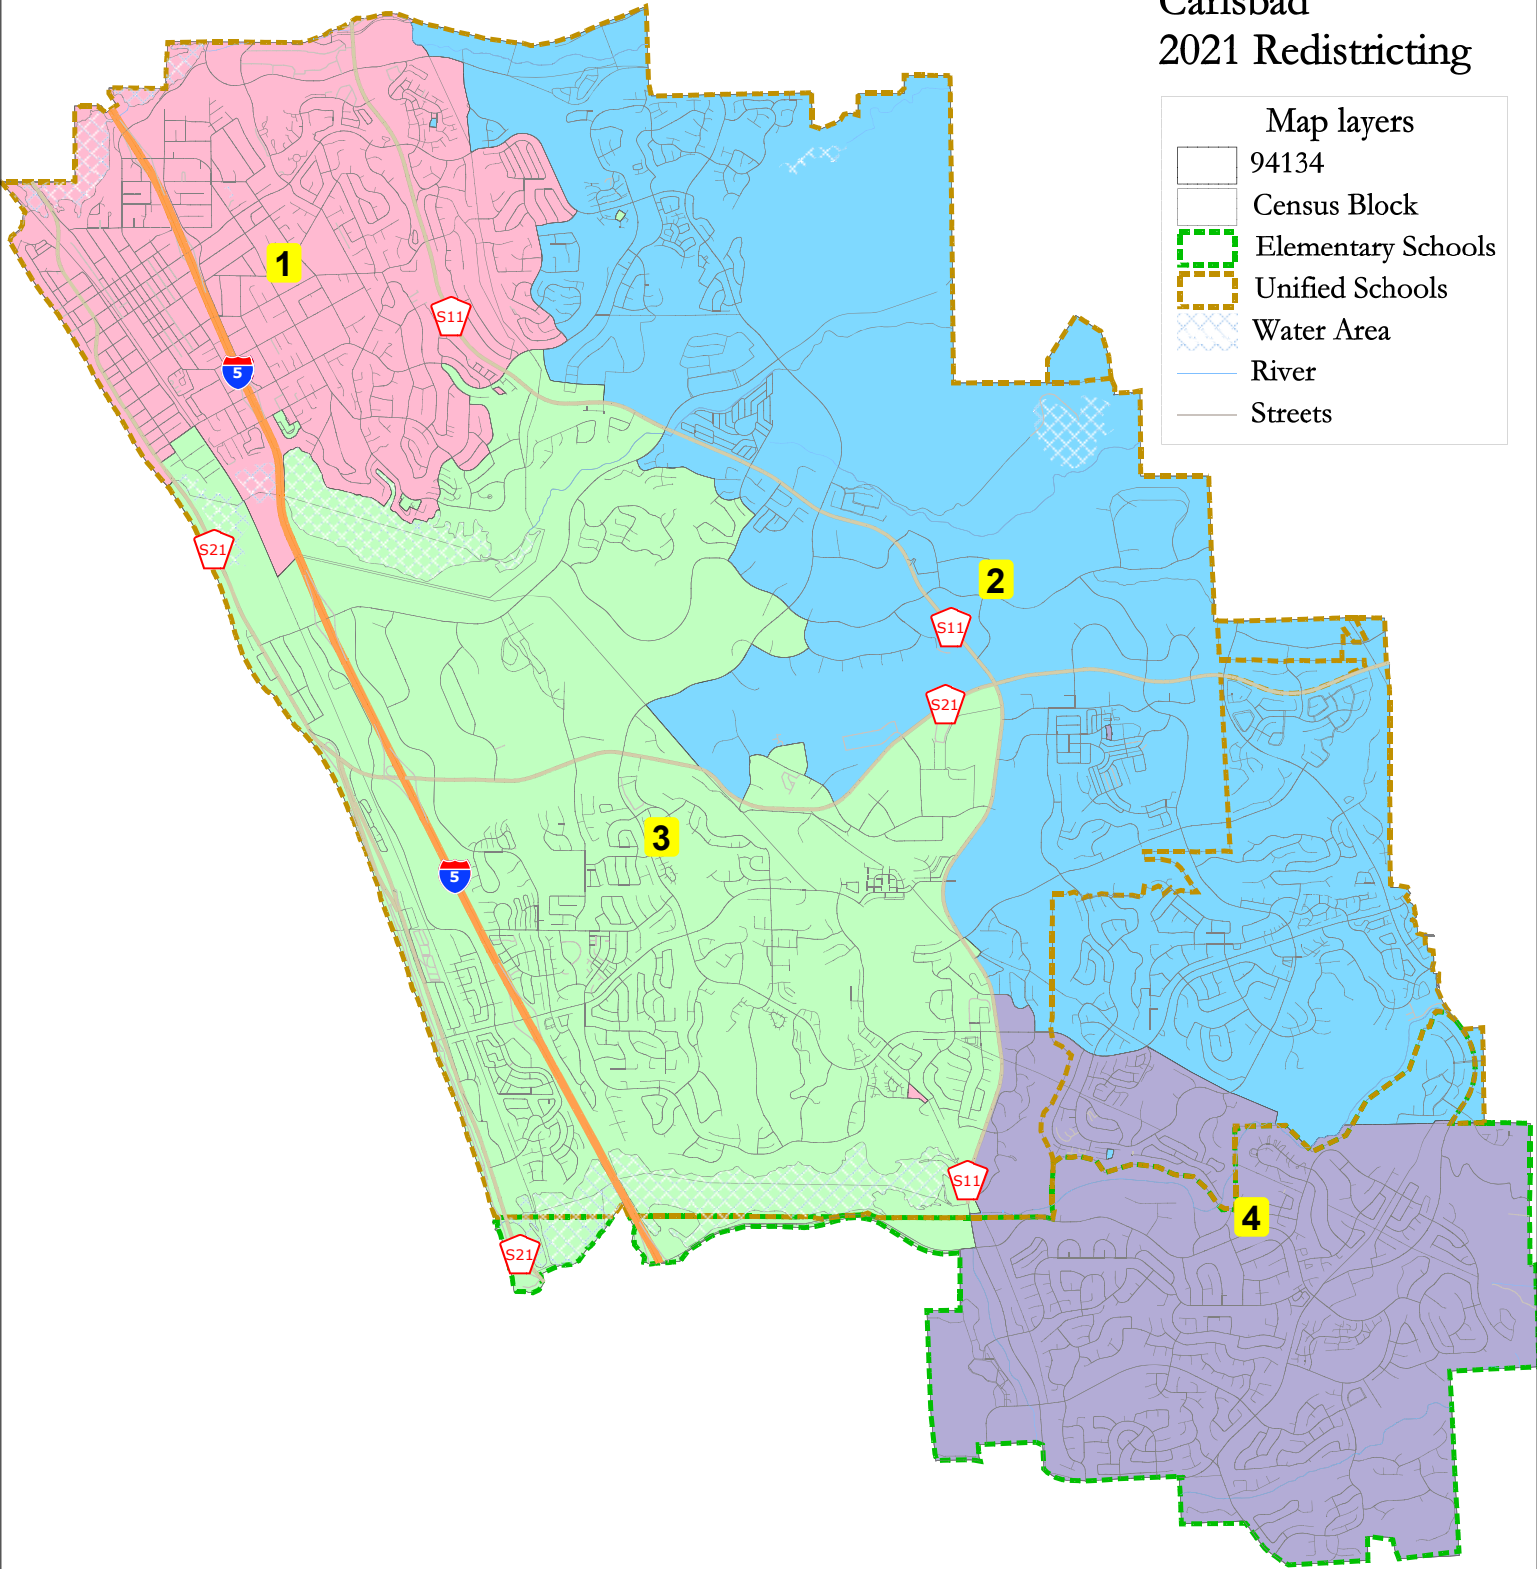 Carlsbad
2021 Redistricting
Map layers
94134
Census Block
Elementary Schools
Unified Schools
Water Area
River
Streets
1
S11
5
S21
2
S11
S21
3
5
S11
4
S21